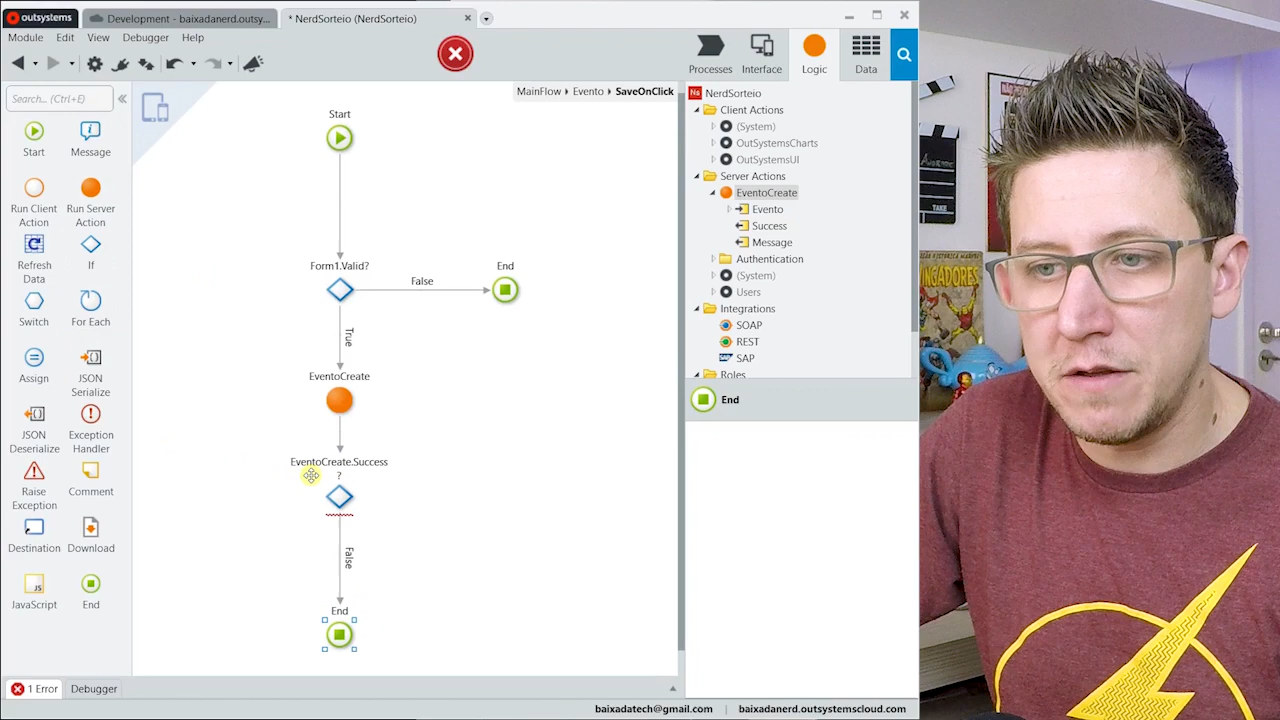 outsystems
Development - baixadanerd.outsy...
* NerdSorteio (NerdSorteio)
Module Edit View Debugger Help
Processes Interface Logic Data
MainFlow Evento SaveOnClick
Search... (Ctrl+E)
Start Message
Run Client Action
Run Server Action
Refresh Data
If
Switch For Each
Assign
JSON Serialize
JSON Deserialize
Exception Handler
Raise Exception
Comment
Destination Download
JavaScript End
Start
Form1.Valid?
False
End
True
EventoCreate
EventoCreate.Success
?
False
End
Ns NerdSorteio
Client Actions
(System)
OutSystemsCharts
OutSystemsUI
Server Actions
EventoCreate
Evento
Success
Message
Authentication
(System)
Users
Integrations
SOAP
REST
SAP
Roles
End
1 Error Debugger
baixadatech@gmail.com baixadanerd.outsystemscloud.com
TAKE